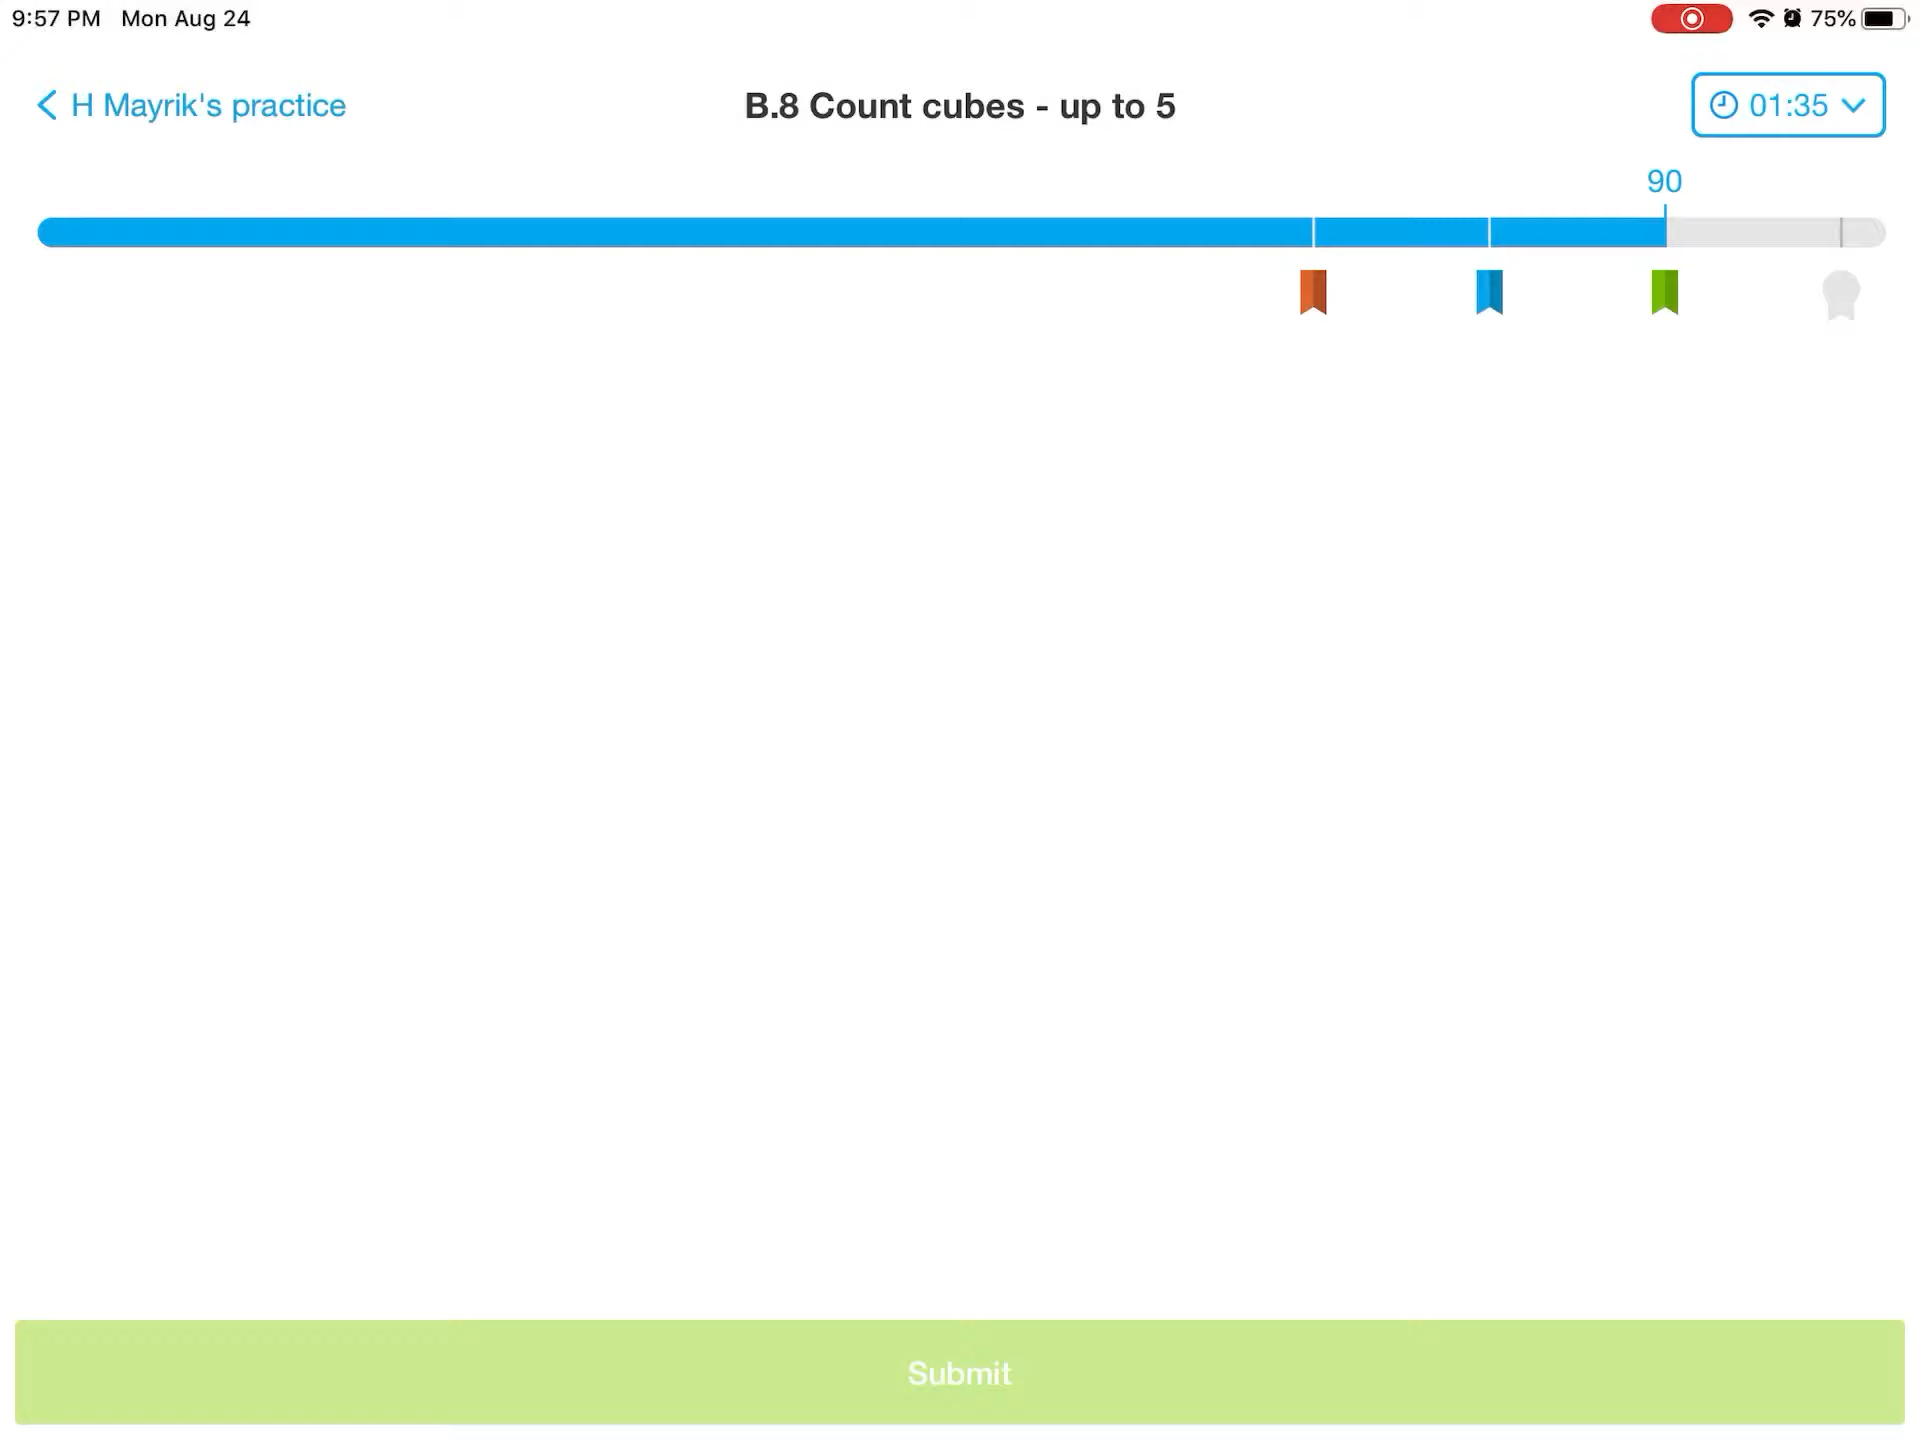 9:57 PM Mon Aug 24
75%
H Mayrik's practice
B.8 Count cubes - up to 5
01:35
90
Submit